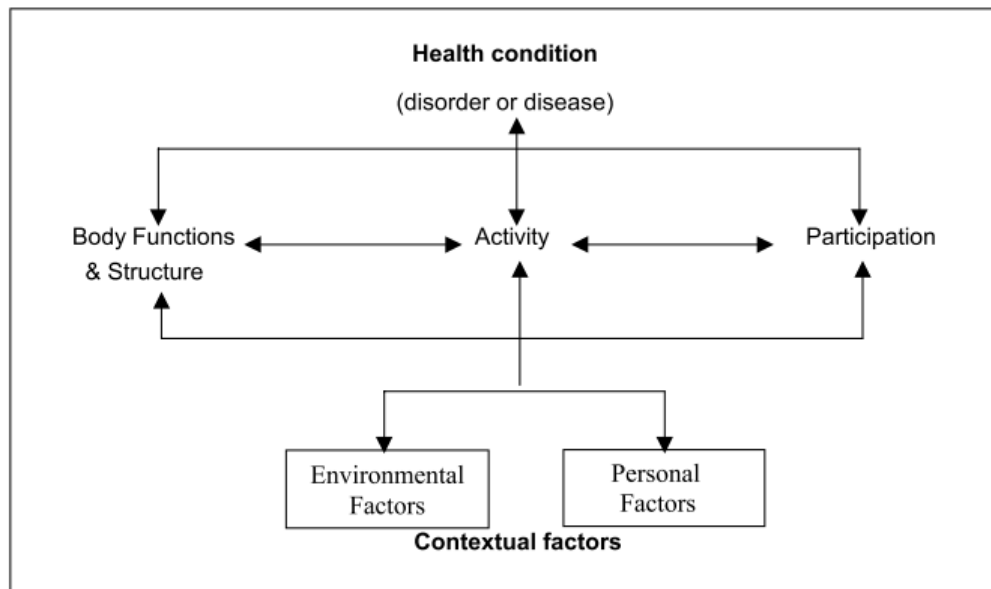 Health condition
(disorder or disease)
Body Functions
& Structure
Activity
Participation
Environmental
Factors
Personal
Factors
Contextual factors